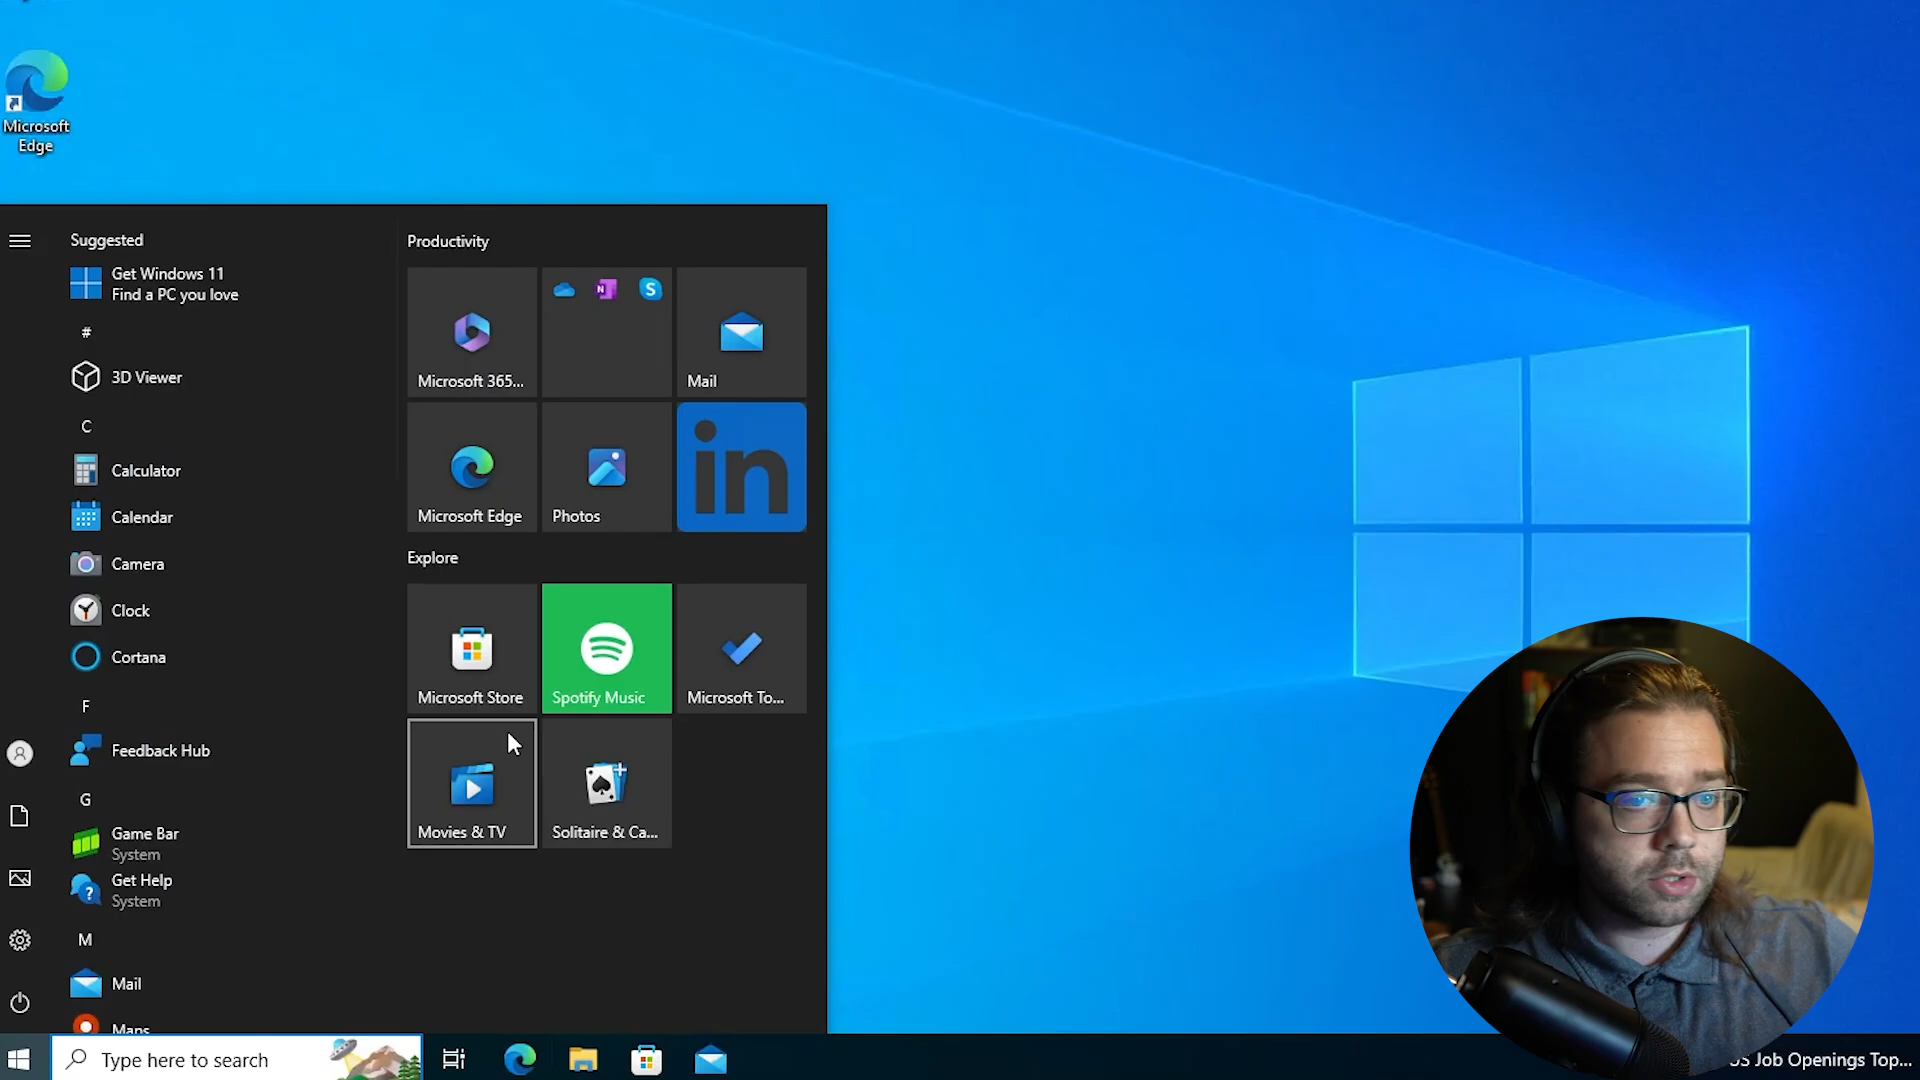 Microsoft
Edge
Suggested
Get Windows 11
Find a PC you love
#
3D Viewer
C
Calculator
Calendar
Camera
Clock
Cortana
F
Feedback Hub
G
Game Bar
System
Get Help
System
M
Mail
Maps
Productivity
N
S
Microsoft 365...
Mail
Microsoft Edge
Photos
in
Explore
Microsoft Store
Spotify Music
Microsoft To...
Movies & TV
Solitaire & Ca...
Type here to search
US Job Openings Top...